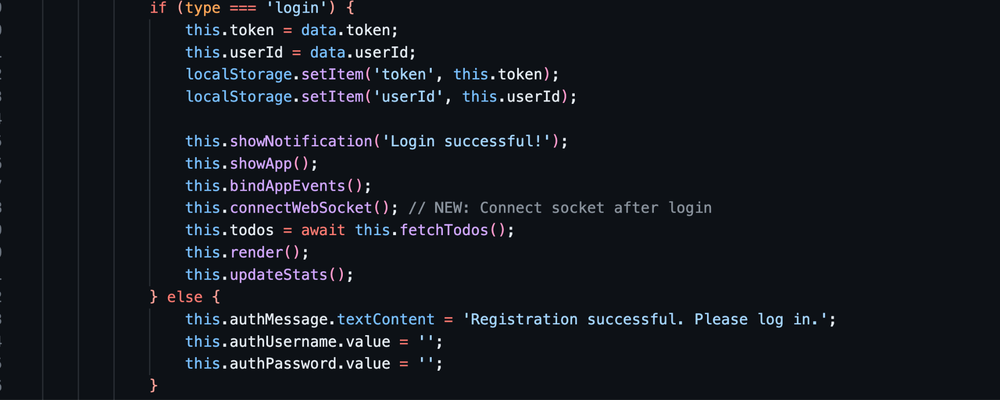 if (type === 'login') {
this.token = data.token;
this.userId = data.userId;
localStorage.setItem('token', this.token);
localStorage.setItem('userId', this.userId);
this.showNotification('Login successful!');
this.showApp();
this.bindAppEvents();
this.connectWebSocket(); // NEW: Connect socket after login
this.todos = await this.fetchTodos();
this.render();
this.updateStats();
} else {
this.authMessage.textContent = 'Registration successful. Please log in.';
this.authUsername.value = '';
this.authPassword.value = '';
}